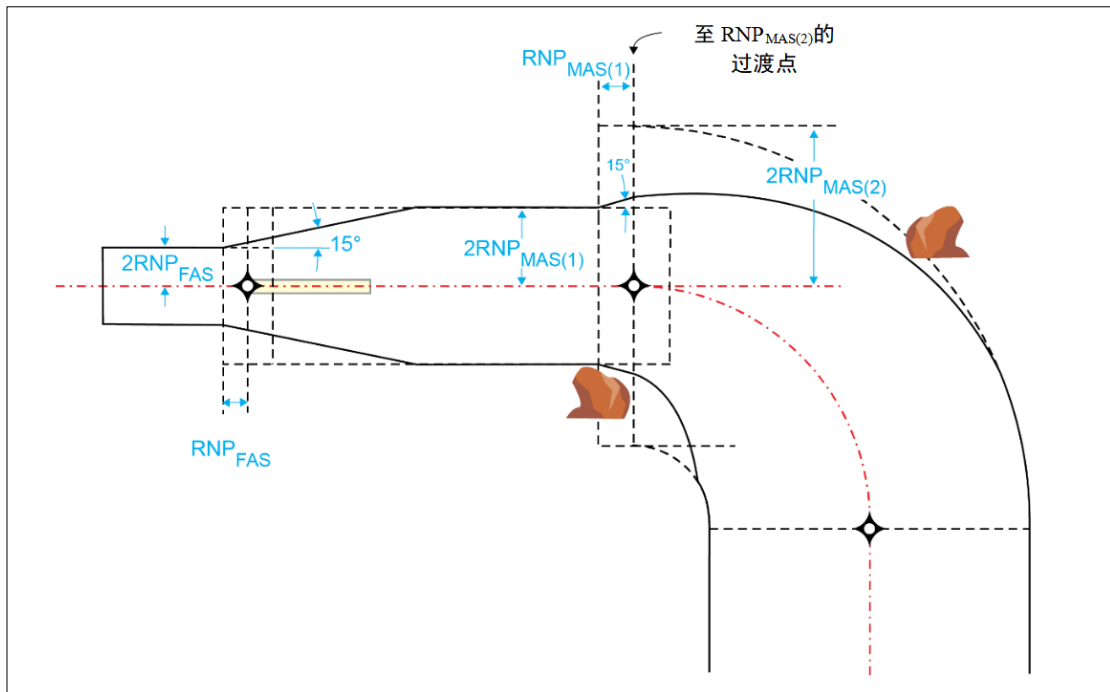 至 RNPMAS(2)的
过渡点
RNPMAS(1)
15°
2RNPMAS(2)
15°
2RNPMAS(1)
2RNPFAS
RNPFAS